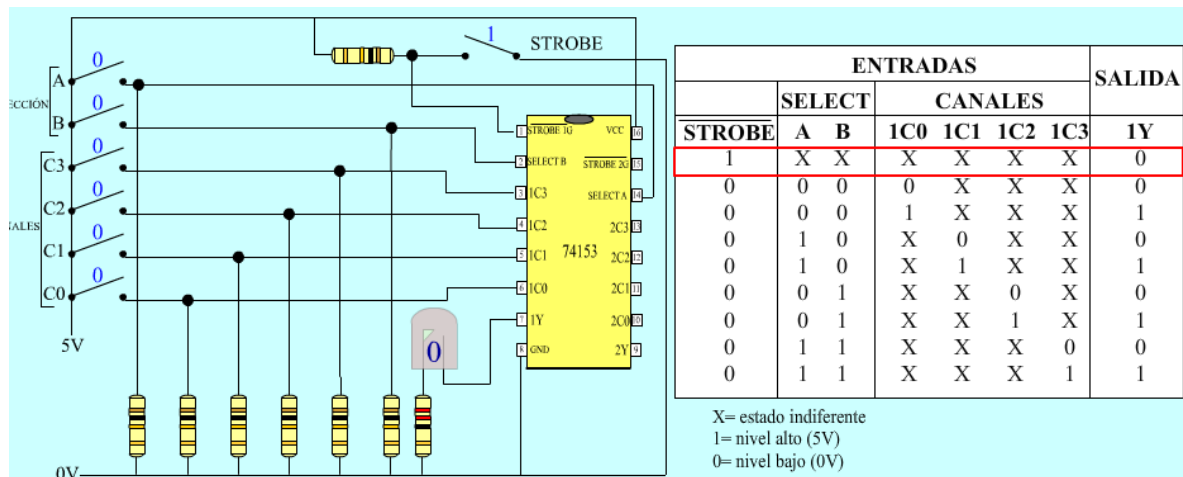 1
STROBE
0
A
ECCIÓN
0
B
0
C3
0
C2
NALES
0
C1
0
C0
5V
0V
0
1 STROBE 1G VCC 16
2 SELECT B STROBE 2G 15
3 1C3 SELECT A 14
4 1C2 2C3 13
5 1C1 74153 2C2 12
6 1C0 2C1 11
7 1Y 2C0 10
8 GND 2Y 9
ENTRADAS SALIDA
SELECT CANALES
STROBE A B 1C0 1C1 1C2 1C3 1Y
1 X X X X X X 0
0 0 0 0 X X X 0
0 0 0 1 X X X 1
0 1 0 X 0 X X 0
0 1 0 X 1 X X 1
0 0 1 X X 0 X 0
0 0 1 X X 1 X 1
0 1 1 X X X 0 0
0 1 1 X X X 1 1
X= estado indiferente
1= nivel alto (5V)
0= nivel bajo (0V)